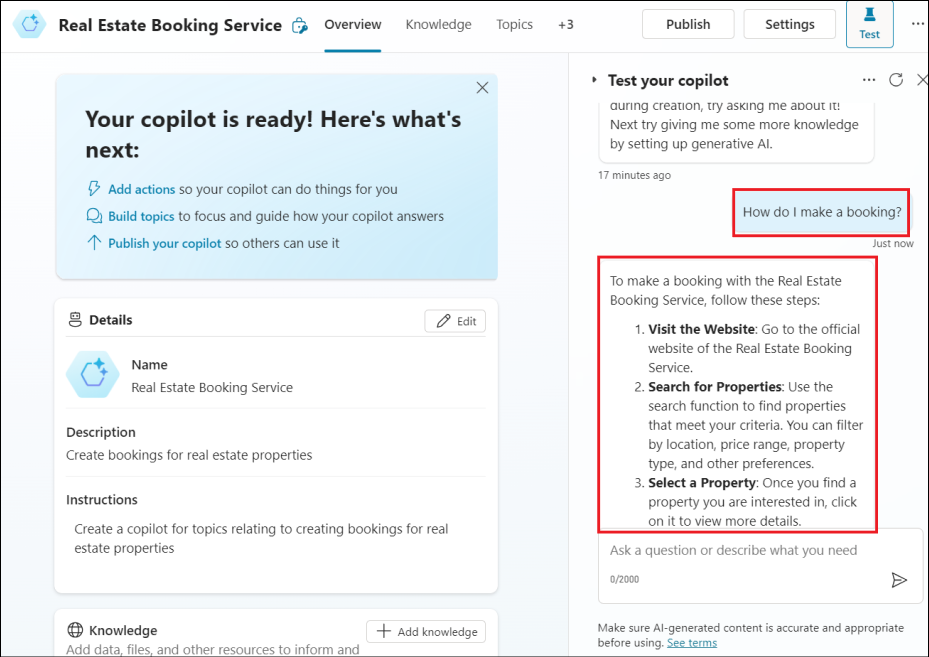 Real Estate Booking Service
Overview
Knowledge
Topics
+3
Publish
Settings
Test
Your copilot is ready! Here's what's
next:
Add actions so your copilot can do things for you
Build topics to focus and guide how your copilot answers
Publish your copilot so others can use it
Details
Edit
Name
Real Estate Booking Service
Description
Create bookings for real estate properties
Instructions
Create a copilot for topics relating to creating bookings for real
estate properties
Knowledge
Add knowledge
Add data, files, and other resources to inform and
Test your copilot
during creation, try asking me about it!
Next try giving me some more knowledge
by setting up generative AI.
17 minutes ago
How do I make a booking?
Just now
To make a booking with the Real Estate
Booking Service, follow these steps:
1. Visit the Website: Go to the official
website of the Real Estate Booking
Service.
2. Search for Properties: Use the
search function to find properties
that meet your criteria. You can filter
by location, price range, property
type, and other preferences.
3. Select a Property: Once you find a
property you are interested in, click
on it to view more details.
Ask a question or describe what you need
0/2000
Make sure AI-generated content is accurate and appropriate
before using. See terms